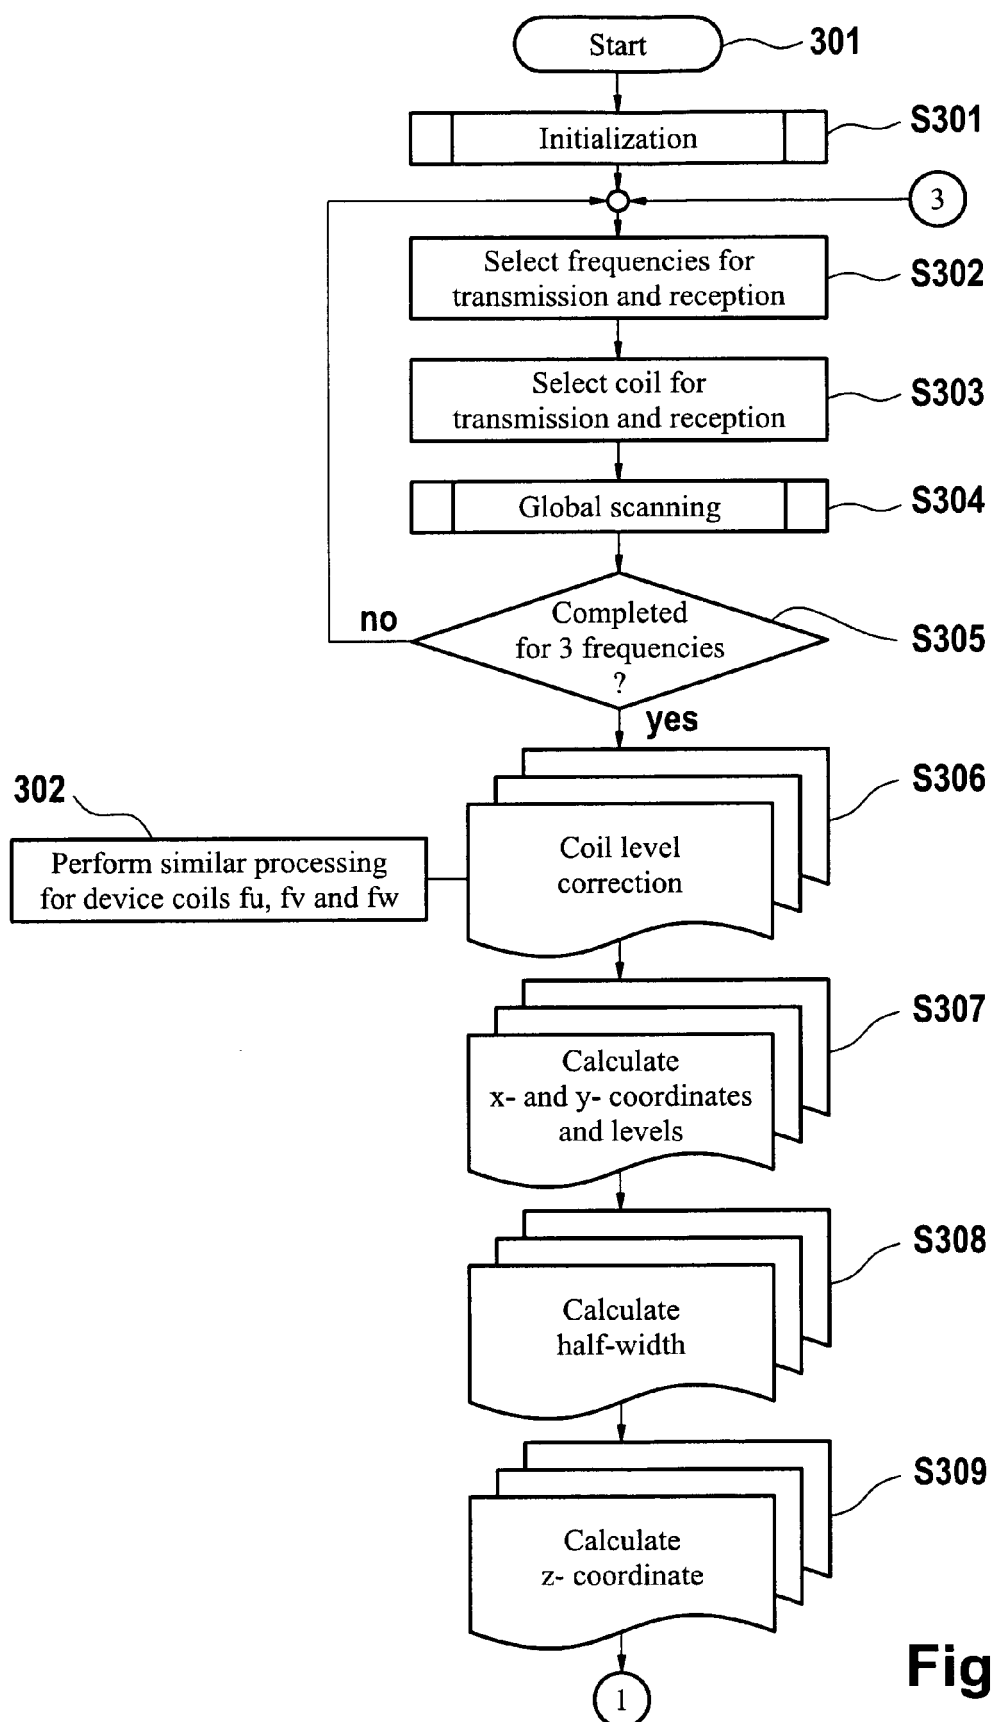 Start
301
Initialization
S301
3
Select frequencies for
transmission and reception
S302
Select coil for
transmission and reception
S303
Global scanning
S304
Completed
for 3 frequencies
?
S305
no
yes
302
Perform similar processing
for device coils fu, fv and fw
Coil level
correction
S306
Calculate
x- and y- coordinates
and levels
S307
Calculate
half-width
S308
Calculate
z- coordinate
S309
1
Fig